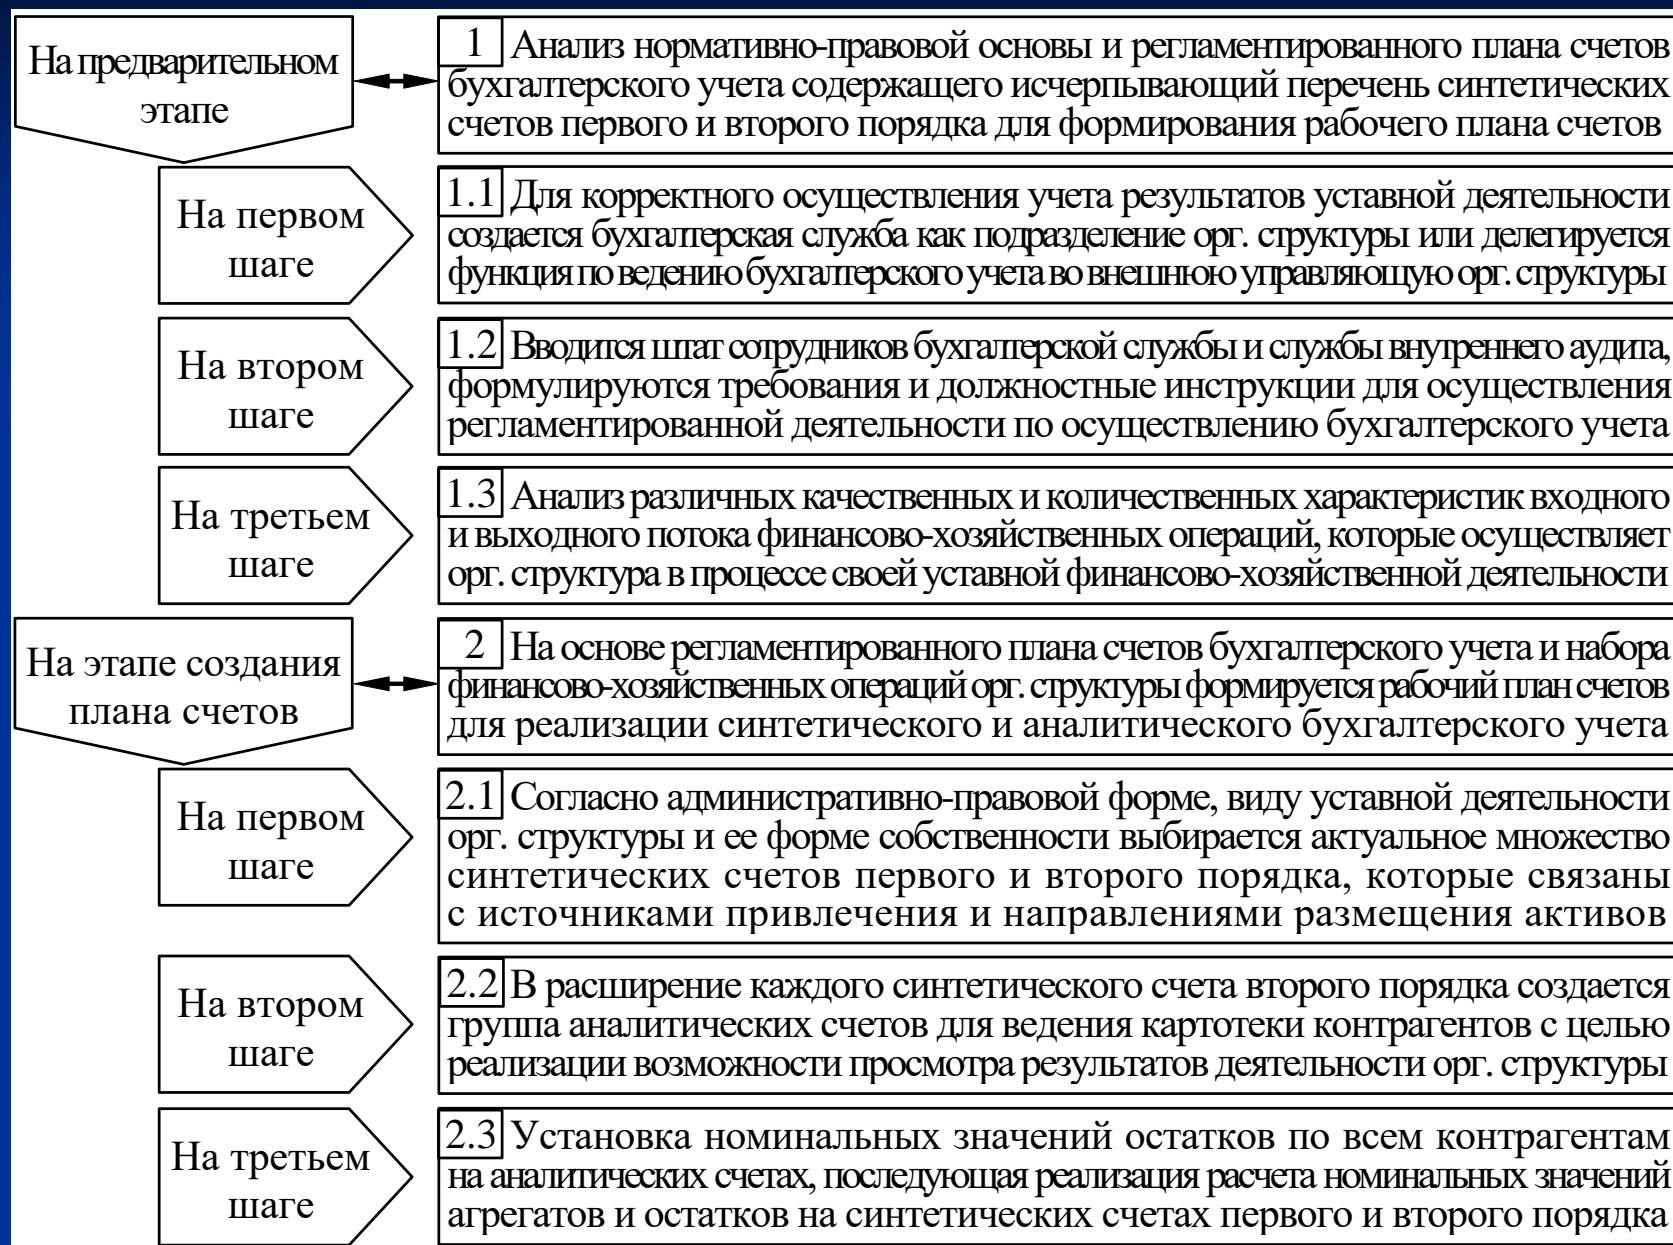 На предварительном
этапе
1 Анализ нормативно-правовой основы и регламентированного плана счетов
бухгалтерского учета содержащего исчерпывающий перечень синтетических
счетов первого и второго порядка для формирования рабочего плана счетов
На первом
шаге
1.1 Для корректного осуществления учета результатов уставной деятельности
создается бухгалтерская служба как подразделение орг. структуры или делегируется
функция по ведению бухгалтерского учета во внешнюю управляющую орг. структуры
На втором
шаге
1.2 Вводится штат сотрудников бухгалтерской службы и службы внутреннего аудита,
формулируются требования и должностные инструкции для осуществления
регламентированной деятельности по осуществлению бухгалтерского учета
На третьем
шаге
1.3 Анализ различных качественных и количественных характеристик входного
и выходного потока финансово-хозяйственных операций, которые осуществляет
орг. структура в процессе своей уставной финансово-хозяйственной деятельности
На этапе создания
плана счетов
2 На основе регламентированного плана счетов бухгалтерского учета и набора
финансово-хозяйственных операций орг. структуры формируется рабочий план счетов
для реализации синтетического и аналитического бухгалтерского учета
На первом
шаге
2.1 Согласно административно-правовой форме, виду уставной деятельности
орг. структуры и ее форме собственности выбирается актуальное множество
синтетических счетов первого и второго порядка, которые связаны
с источниками привлечения и направлениями размещения активов
На втором
шаге
2.2 В расширение каждого синтетического счета второго порядка создается
группа аналитических счетов для ведения картотеки контрагентов с целью
реализации возможности просмотра результатов деятельности орг. структуры
На третьем
шаге
2.3 Установка номинальных значений остатков по всем контрагентам
на аналитических счетах, последующая реализация расчета номинальных значений
агрегатов и остатков на синтетических счетах первого и второго порядка